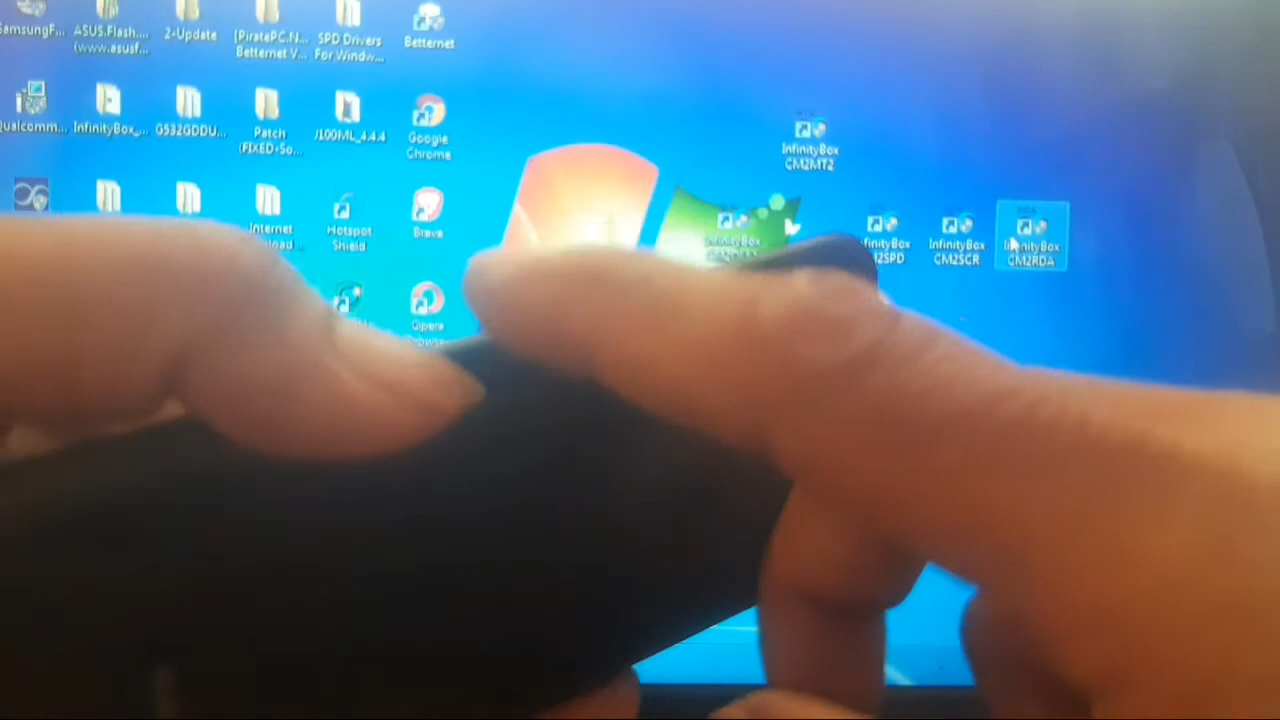 SamsungF...
ASUS.Flash....
(www.asusf...
2-Update
(PiratePC.N...
Betternet V...
SPD Drivers
For Window...
Betternet
Qualcomm...
InfinityBox_...
G532GDDU...
Patch
(FIXED-So...
J100ML_4.4.4
Google
Chrome
InfinityBox
CM2MT2
Internet
Hotspot
Shield
Brave
InfinityBox
InfinityBox
CM2SCR
InfinityBox
CM2RDA
Opera
Browser